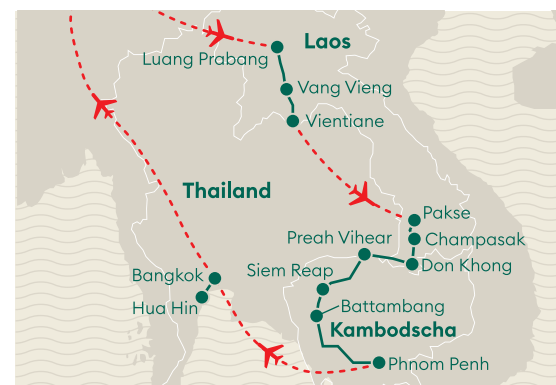 Laos
Luang Prabang
Vang Vieng
Vientiane
Thailand
Pakse
Preah Vihear
Champasak
Siem Reap
Don Khong
Bangkok
Hua Hin
Battambang
Kambodscha
Phnom Penh